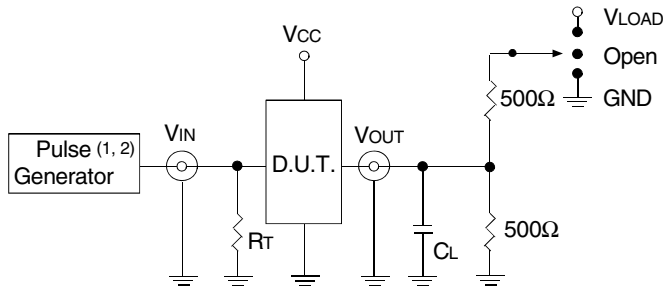 VLOAD
VCC
Open
500Ω
GND
VIN
VOUT
Pulse (1, 2)
Generator
D.U.T.
RT
CL
500Ω